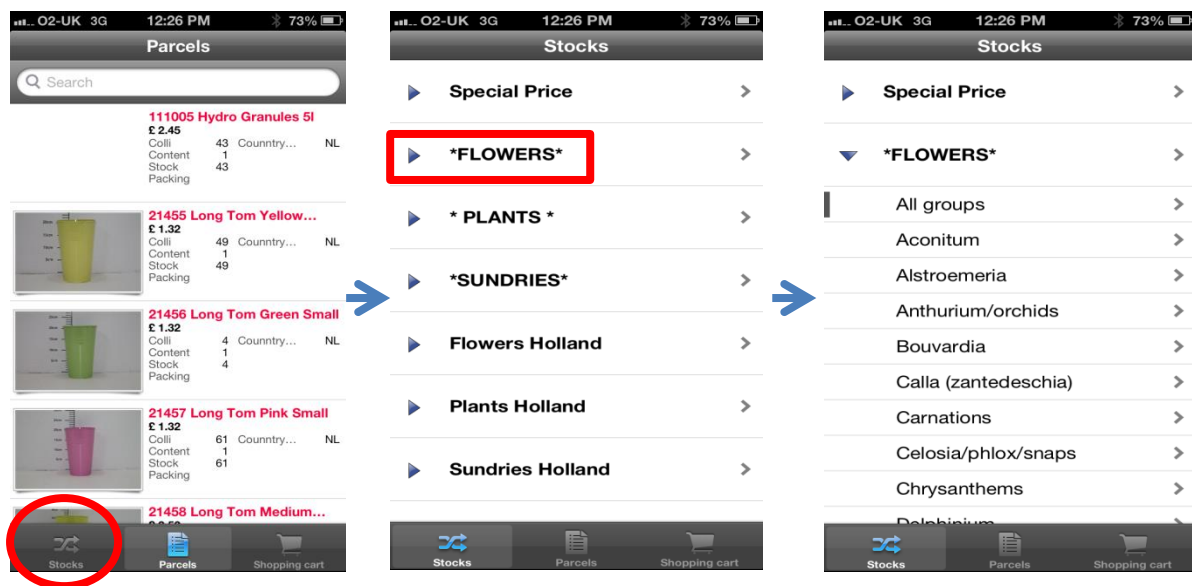 O2-UK 3G 12:26 PM 73%
Parcels
Search
111005 Hydro Granules 5l
£ 2.45
Colli 43 Counntry... NL
Content 1
Stock 43
Packing
21455 Long Tom Yellow...
£ 1.32
Colli 49 Counntry... NL
Content 1
Stock 49
Packing
21456 Long Tom Green Small
£ 1.32
Colli 4 Counntry... NL
Content 1
Stock 4
Packing
21457 Long Tom Pink Small
£ 1.32
Colli 61 Counntry... NL
Content 1
Stock 61
Packing
21458 Long Tom Medium...
Stocks Parcels Shopping cart
O2-UK 3G 12:26 PM 73%
Stocks
Special Price
*FLOWERS*
* PLANTS *
*SUNDRIES*
Flowers Holland
Plants Holland
Sundries Holland
Stocks Parcels Shopping cart
O2-UK 3G 12:26 PM 73%
Stocks
Special Price
*FLOWERS*
All groups
Aconitum
Alstroemeria
Anthurium/orchids
Bouvardia
Calla (zantedeschia)
Carnations
Celosia/phlox/snaps
Chrysanthems
Delphinium
Stocks Parcels Shopping cart